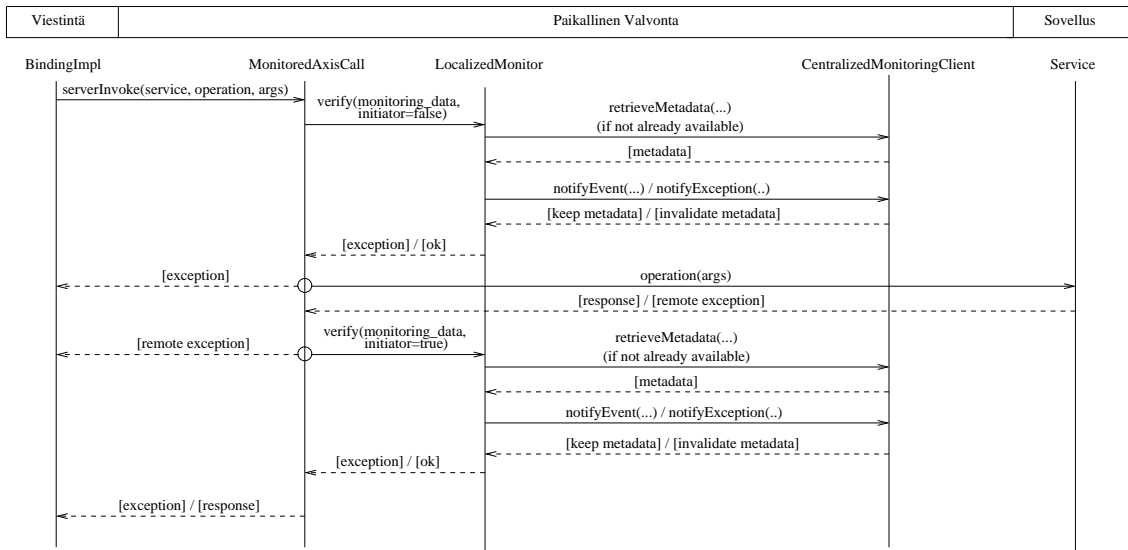 Viestintä
Paikallinen Valvonta
Sovellus
BindingImpl
MonitoredAxisCall
LocalizedMonitor
CentralizedMonitoringClient
Service
serverInvoke(service, operation, args)
verify(monitoring_data,
initiator=false)
retrieveMetadata(...)
(if not already available)
[metadata]
notifyEvent(...) / notifyException(..)
[keep metadata] / [invalidate metadata]
[exception] / [ok]
[exception]
operation(args)
[response] / [remote exception]
[remote exception]
verify(monitoring_data,
initiator=true)
retrieveMetadata(...)
(if not already available)
[metadata]
notifyEvent(...) / notifyException(..)
[keep metadata] / [invalidate metadata]
[exception] / [ok]
[exception] / [response]